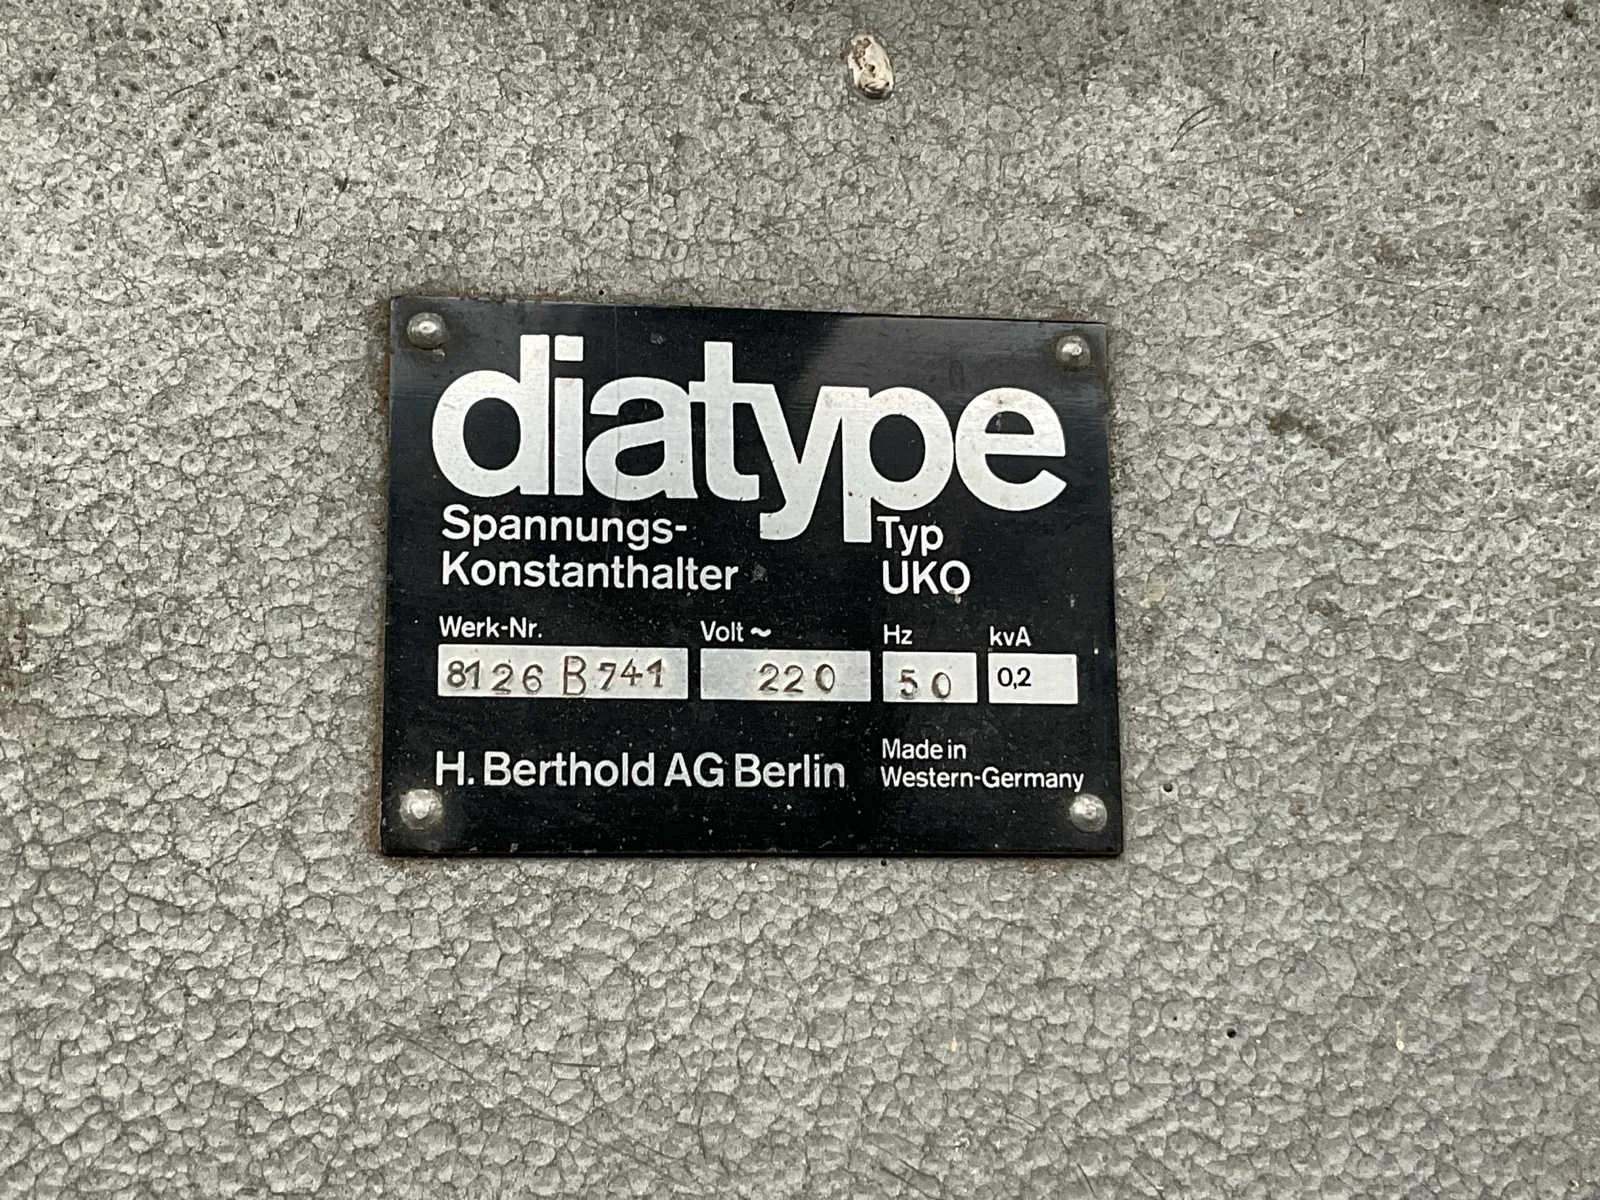 diatype
Spannungs-
Konstanthalter
Typ
UKO
Werk-Nr. Volt ~ Hz kvA
8126 B 741 220 50 0,2
H. Berthold AG Berlin
Made in
Western-Germany